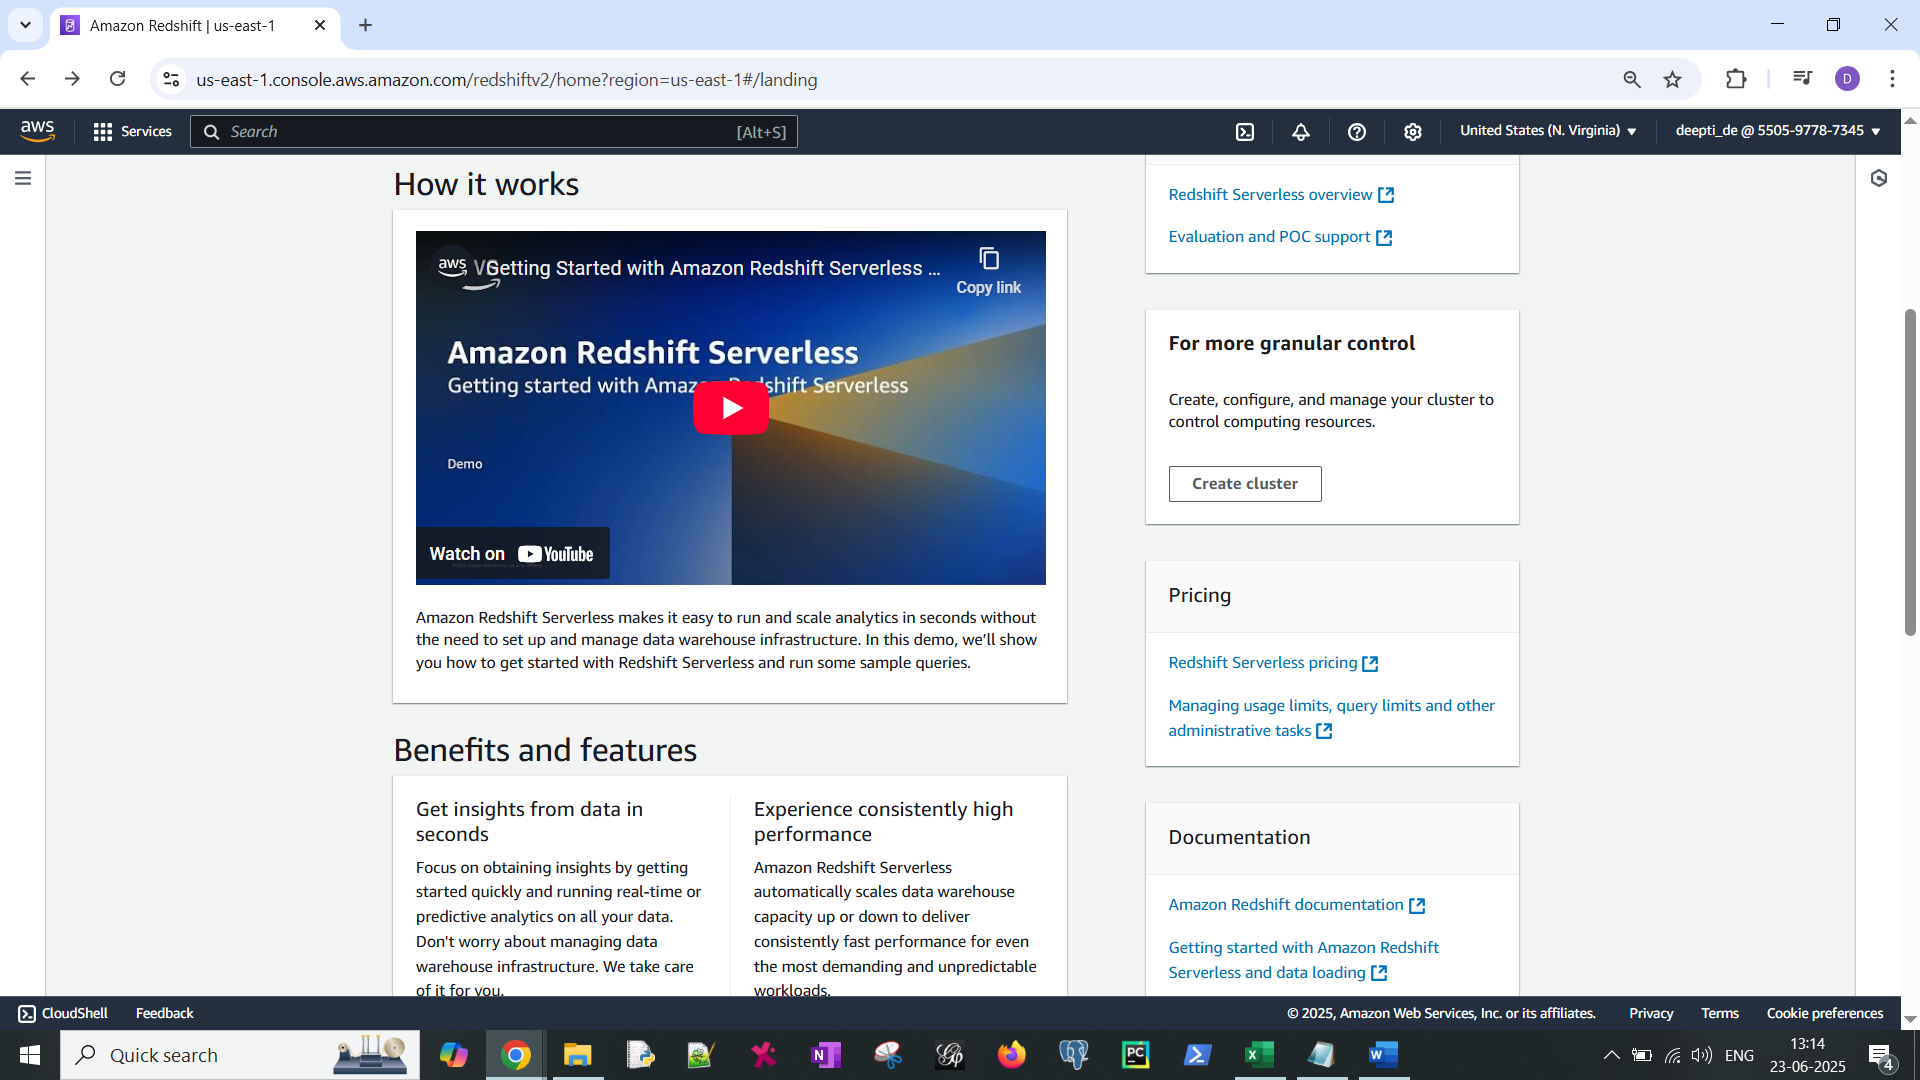 Amazon Redshift | us-east-1
us-east-1.console.aws.amazon.com/redshiftv2/home?region=us-east-1#/landing
D
aws
Services
Search
[Alt+S]
United States (N. Virginia)
deepti_de @ 5505-9778-7345
How it works
aws
Getting Started with Amazon Redshift Serverless ...
Copy link
Amazon Redshift Serverless
Getting started with Amazon Redshift Serverless
Demo
Watch on YouTube
Amazon Redshift Serverless makes it easy to run and scale analytics in seconds without
the need to set up and manage data warehouse infrastructure. In this demo, we’ll show
you how to get started with Redshift Serverless and run some sample queries.
Benefits and features
Get insights from data in
seconds
Focus on obtaining insights by getting
started quickly and running real-time or
predictive analytics on all your data.
Don't worry about managing data
warehouse infrastructure. We take care
of it for you.
Experience consistently high
performance
Amazon Redshift Serverless
automatically scales data warehouse
capacity up or down to deliver
consistently fast performance for even
the most demanding and unpredictable
workloads.
Redshift Serverless overview
Evaluation and POC support
For more granular control
Create, configure, and manage your cluster to
control computing resources.
Create cluster
Pricing
Redshift Serverless pricing
Managing usage limits, query limits and other
administrative tasks
Documentation
Amazon Redshift documentation
Getting started with Amazon Redshift
Serverless and data loading
CloudShell
Feedback
© 2025, Amazon Web Services, Inc. or its affiliates.
Privacy
Terms
Cookie preferences
Quick search
ENG
13:14
23-06-2025
4